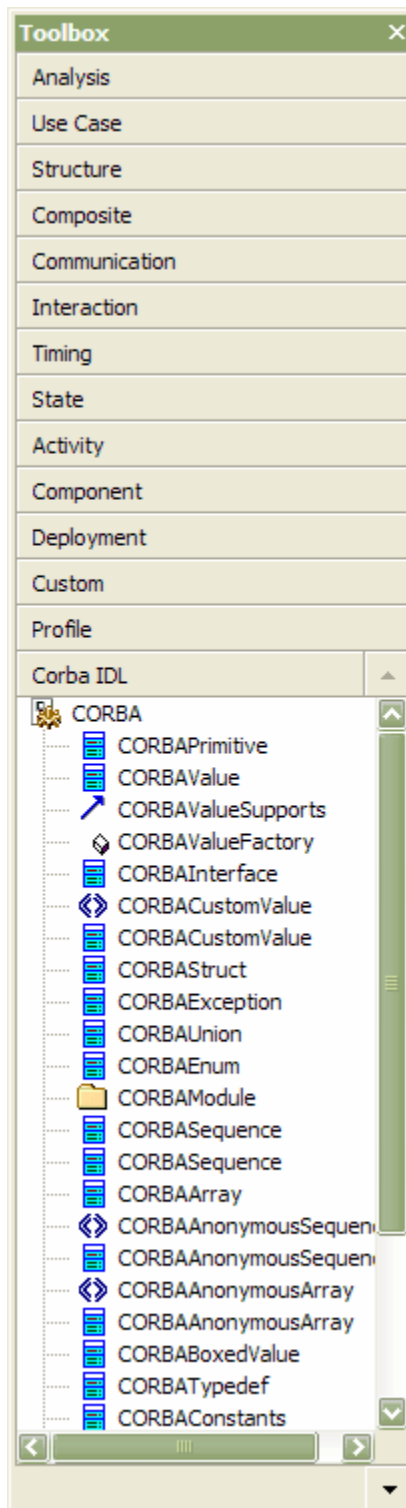 Toolbox
Analysis
Use Case
Structure
Composite
Communication
Interaction
Timing
State
Activity
Component
Deployment
Custom
Profile
Corba IDL
CORBA
CORBAPrimitive
CORBAValue
CORBAValueSupports
CORBAValueFactory
CORBAInterface
CORBACustomValue
CORBACustomValue
CORBAStruct
CORBAException
CORBAUnion
CORBAEnum
CORBAModule
CORBASequence
CORBASequence
CORBAArray
CORBAAnonymousSequen
CORBAAnonymousSequen
CORBAAnonymousArray
CORBAAnonymousArray
CORBABoxedValue
CORBATypedef
CORBAConstants